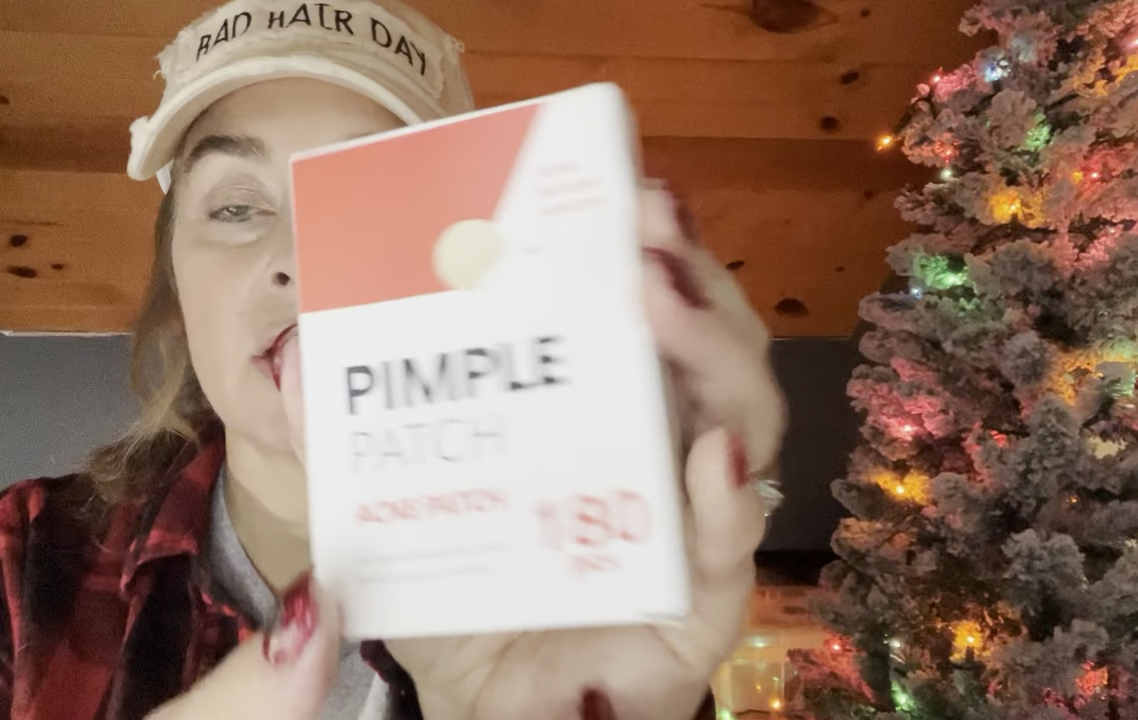 BAD HAIR DAY
PIMPLE
PATCH
ACNE PATCH
180